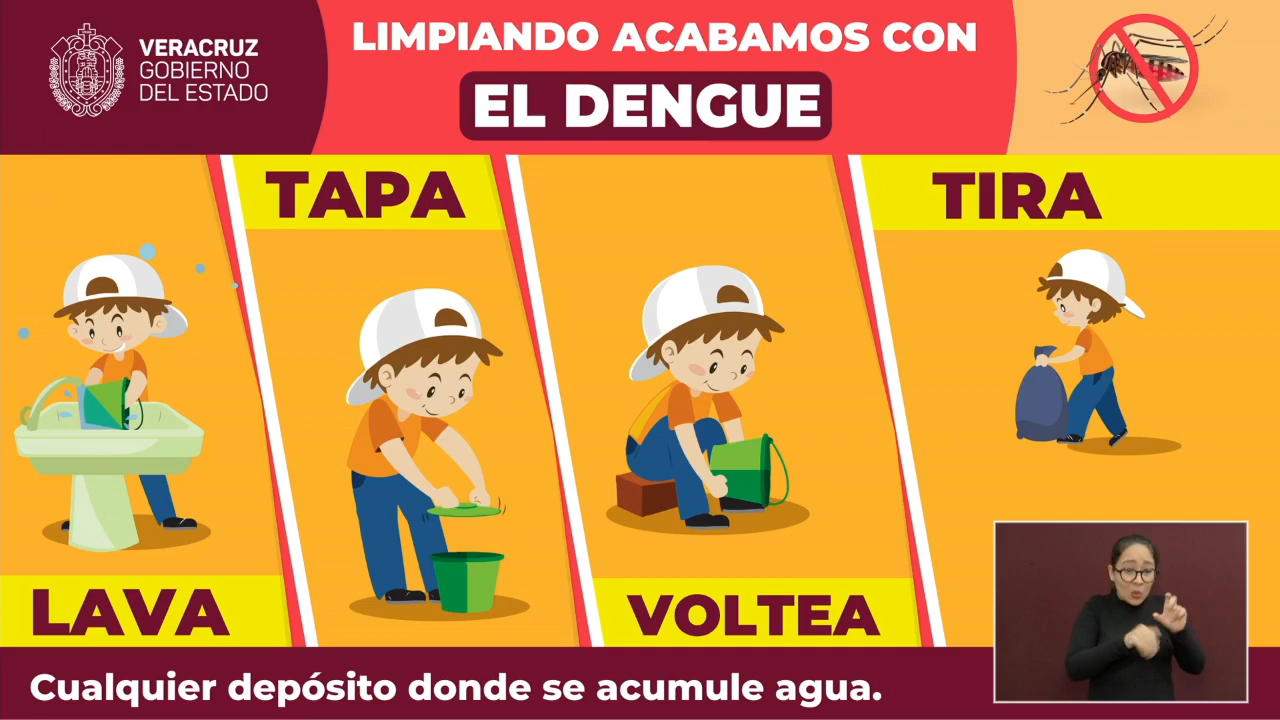 VERACRUZ
GOBIERNO
DEL ESTADO
LIMPIANDO ACABAMOS CON
EL DENGUE
LAVA
TAPA
VOLTEA
TIRA
Cualquier depósito donde se acumule agua.